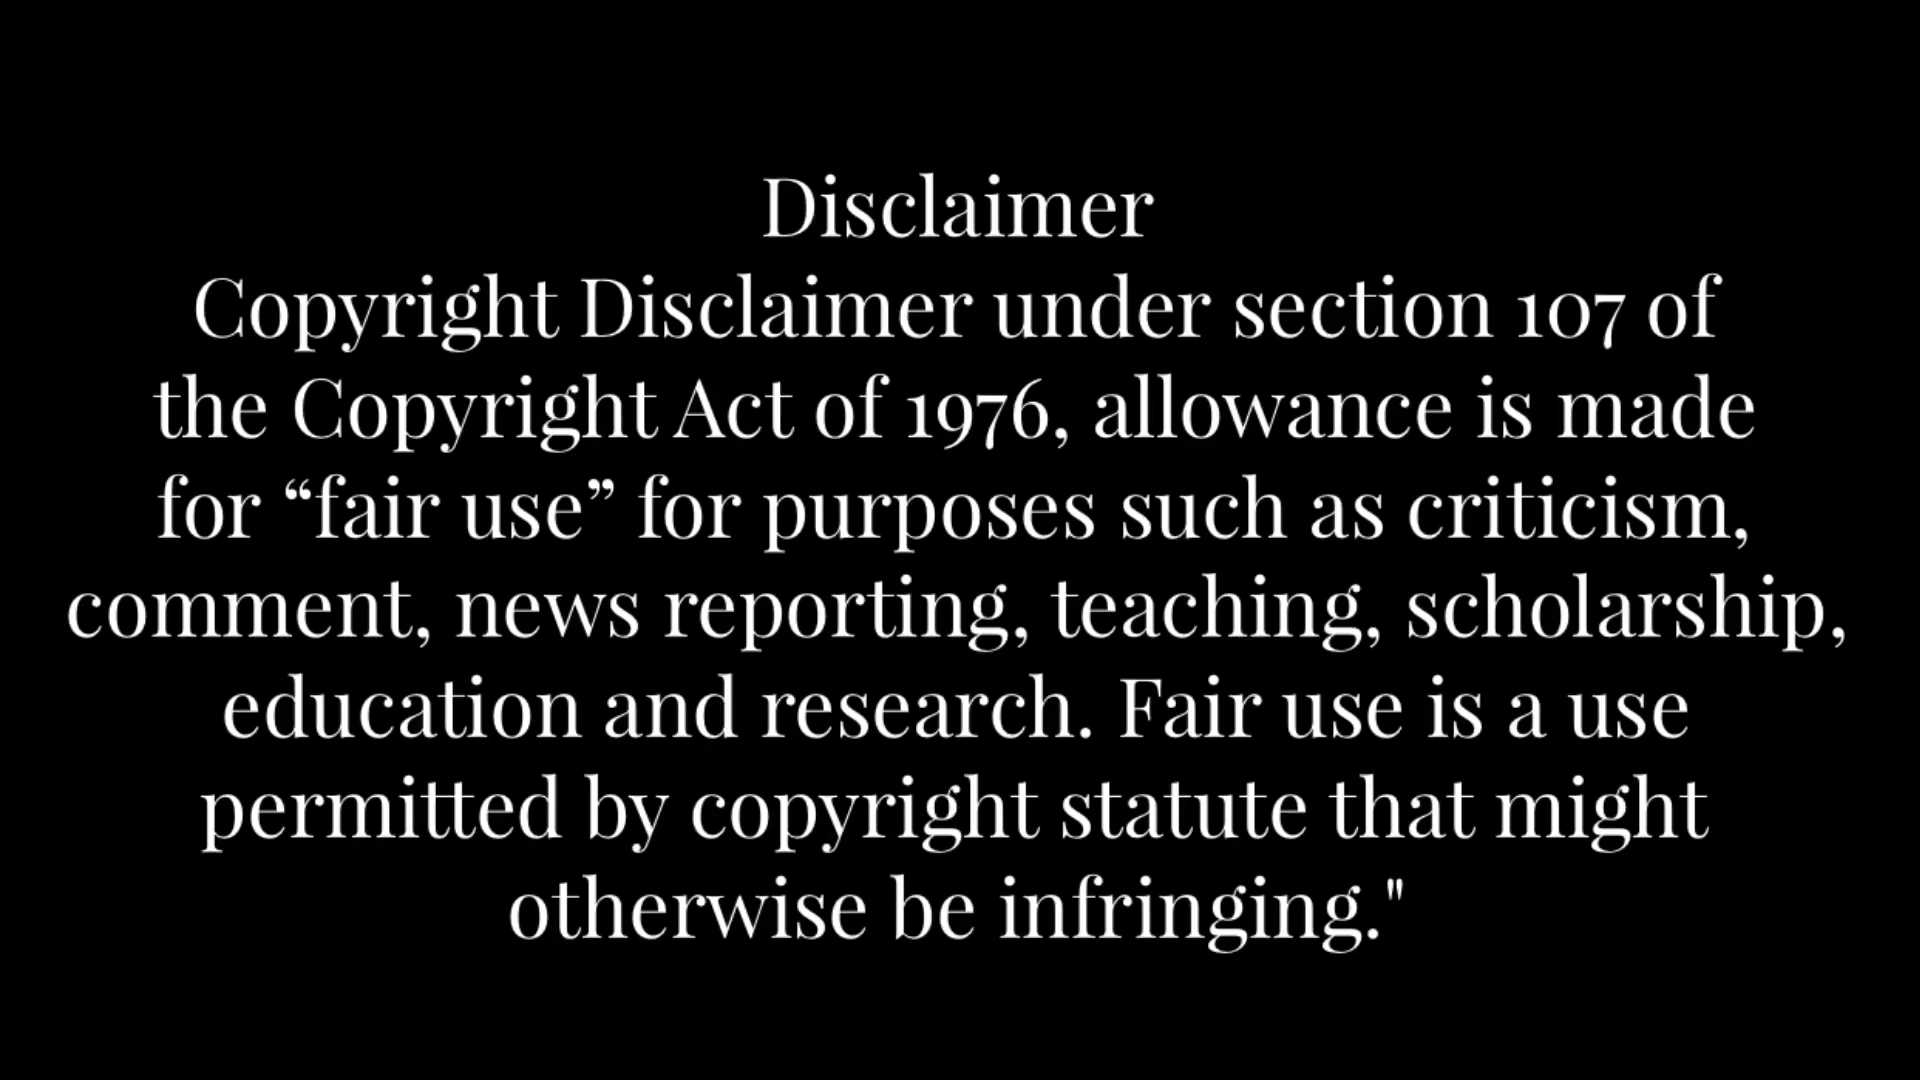 Disclaimer
Copyright Disclaimer under section 107 of
the Copyright Act of 1976, allowance is made
for “fair use” for purposes such as criticism,
comment, news reporting, teaching, scholarship,
education and research. Fair use is a use
permitted by copyright statute that might
otherwise be infringing."